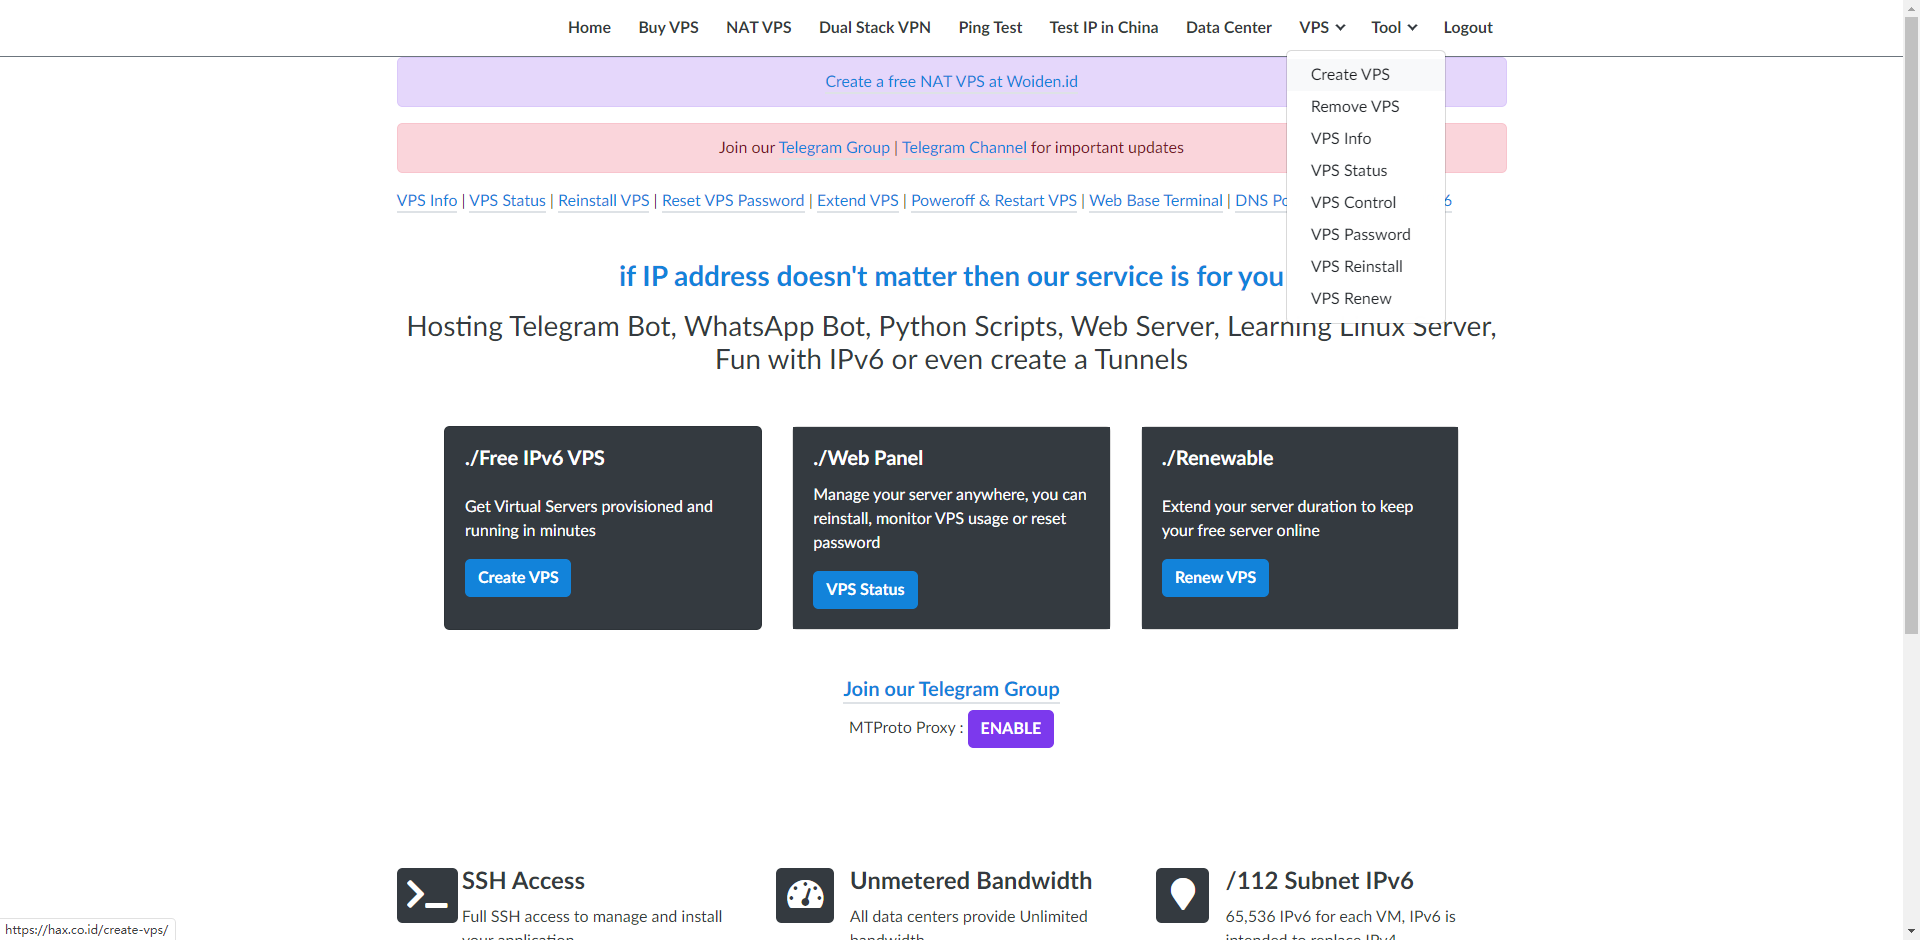 Home Buy VPS NAT VPS Dual Stack VPN Ping Test Test IP in China Data Center VPS Tool Logout
Create VPS
Remove VPS
VPS Info
VPS Status
VPS Control
VPS Password
VPS Reinstall
VPS Renew
Create a free NAT VPS at Woiden.id
Join our Telegram Group | Telegram Channel for important updates
VPS Info | VPS Status | Reinstall VPS | Reset VPS Password | Extend VPS | Poweroff & Restart VPS | Web Base Terminal | DNS Po 6
if IP address doesn't matter then our service is for you
Hosting Telegram Bot, WhatsApp Bot, Python Scripts, Web Server, Learning Linux Server,
Fun with IPv6 or even create a Tunnels
./Free IPv6 VPS
Get Virtual Servers provisioned and
running in minutes
Create VPS
./Web Panel
Manage your server anywhere, you can
reinstall, monitor VPS usage or reset
password
VPS Status
./Renewable
Extend your server duration to keep
your free server online
Renew VPS
Join our Telegram Group
MTProto Proxy : ENABLE
SSH Access
Full SSH access to manage and install
your application
Unmetered Bandwidth
All data centers provide Unlimited
bandwidth
/112 Subnet IPv6
65,536 IPv6 for each VM, IPv6 is
intended to replace IPv4
https://hax.co.id/create-vps/